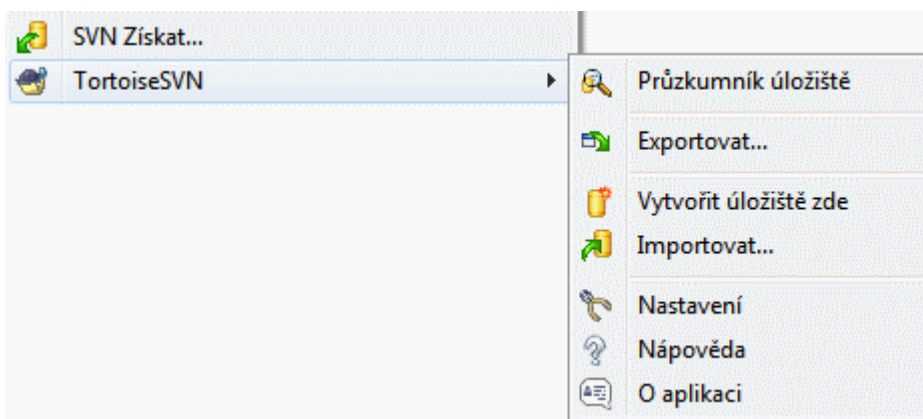 SVN Získat...
TortoiseSVN
Průzkumník úložiště
Exportovat...
Vytvořit úložiště zde
Importovat...
Nastavení
Nápověda
O aplikaci